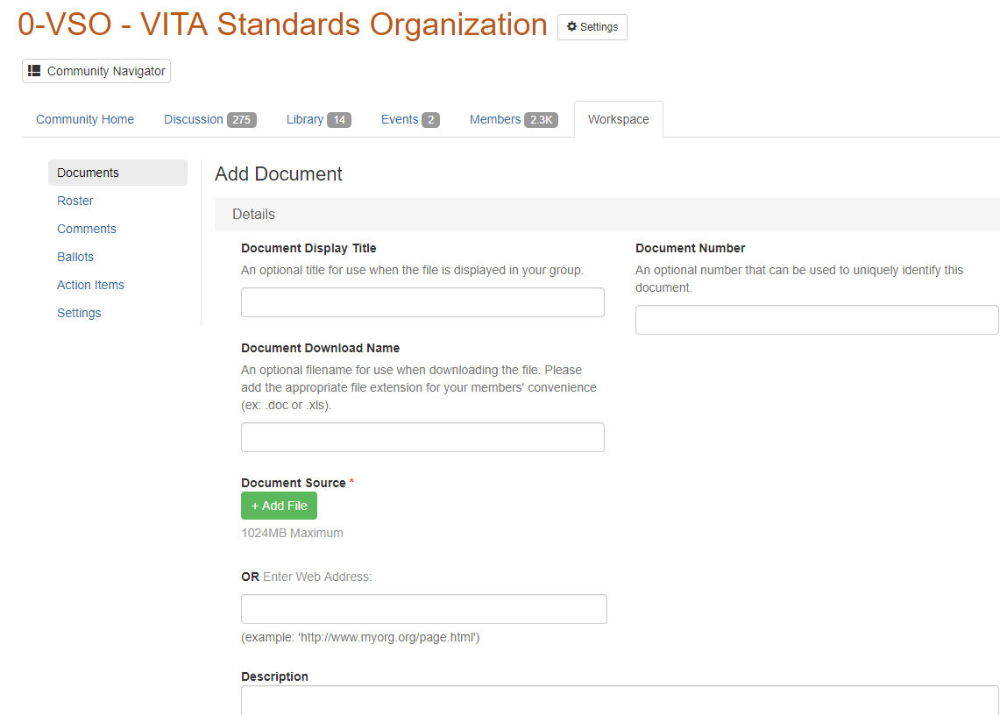 0-VSO - VITA Standards Organization Settings
Community Navigator
Community Home Discussion 275 Library 14 Events 2 Members 2.3K Workspace
Documents
Roster
Comments
Ballots
Action Items
Settings
Add Document
Details
Document Display Title
An optional title for use when the file is displayed in your group.
Document Number
An optional number that can be used to uniquely identify this
document.
Document Download Name
An optional filename for use when downloading the file. Please
add the appropriate file extension for your members' convenience
(ex: .doc or .xls).
Document Source *
+ Add File
1024MB Maximum
OR Enter Web Address:
(example: 'http://www.myorg.org/page.html')
Description